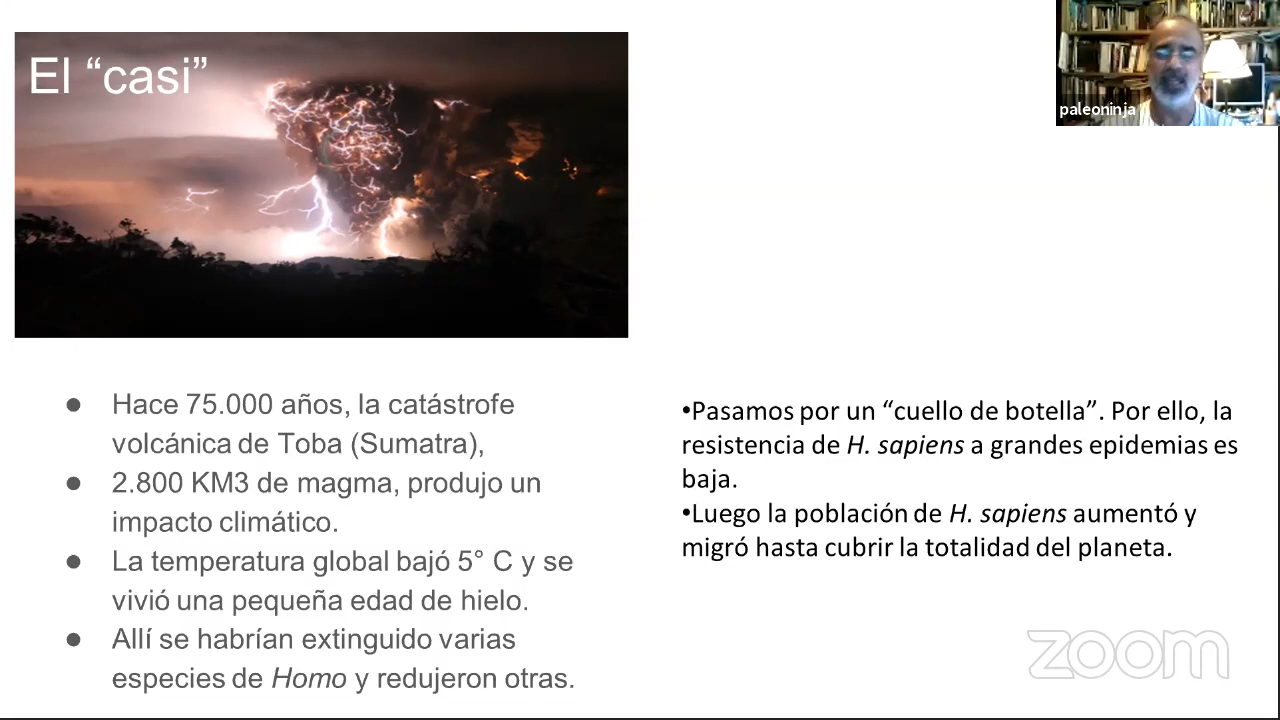 El “casi”
paleoninja
● Hace 75.000 años, la catástrofe
volcánica de Toba (Sumatra),
● 2.800 KM3 de magma, produjo un
impacto climático.
● La temperatura global bajó 5° C y se
vivió una pequeña edad de hielo.
● Allí se habrían extinguido varias
especies de Homo y redujeron otras.
•Pasamos por un “cuello de botella”. Por ello, la
resistencia de H. sapiens a grandes epidemias es
baja.
•Luego la población de H. sapiens aumentó y
migró hasta cubrir la totalidad del planeta.
zoom